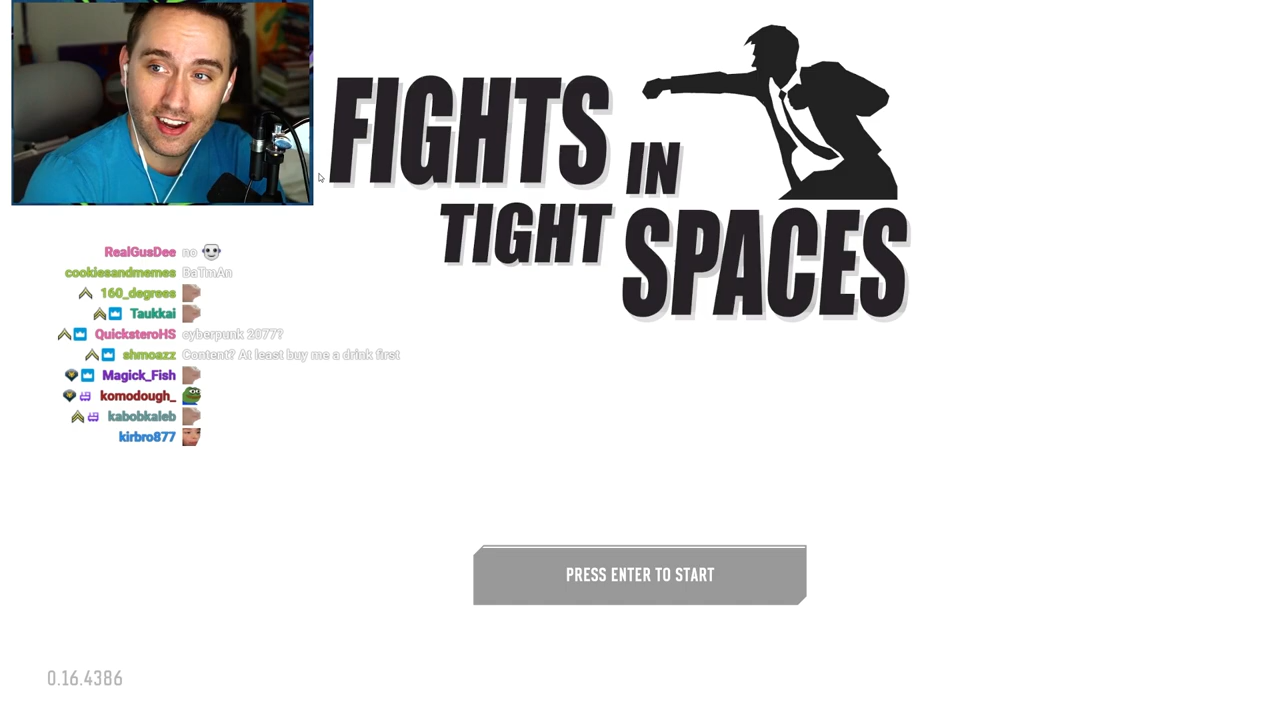 FIGHTS
IN
TIGHT
SPACES
RealGusDee no
cookiesandmemes BaTmAn
160_degrees
Taukkai
QuicksteroHS cyberpunk 2077?
shmoazz Content? At least buy me a drink first
Magick_Fish
komodough_
kabobkaleb
kirbro877
PRESS ENTER TO START
0.16.4386